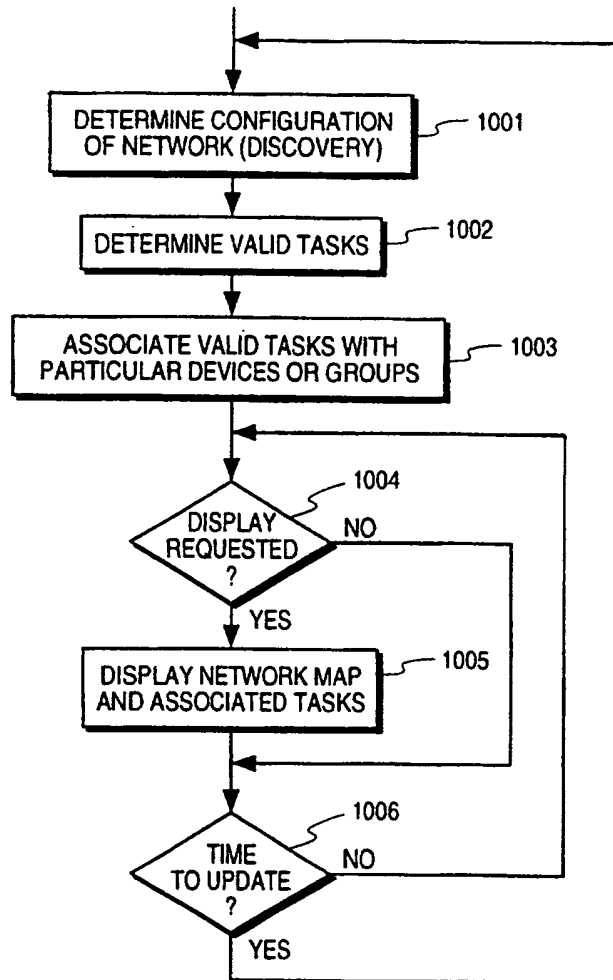 DETERMINE CONFIGURATION
OF NETWORK (DISCOVERY)
1001
DETERMINE VALID TASKS
1002
ASSOCIATE VALID TASKS WITH
PARTICULAR DEVICES OR GROUPS
1003
1004
DISPLAY
REQUESTED
?
NO
YES
DISPLAY NETWORK MAP
AND ASSOCIATED TASKS
1005
1006
TIME
TO UPDATE
?
NO
YES